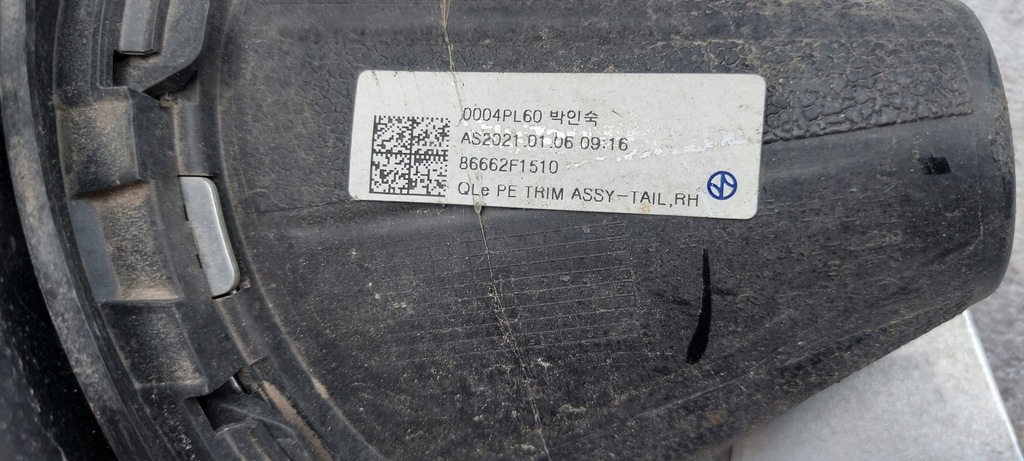 0004PL60 박인숙
AS2021.01.06 09:16
86662F1510
QLe PE TRIM ASSY-TAIL,RH